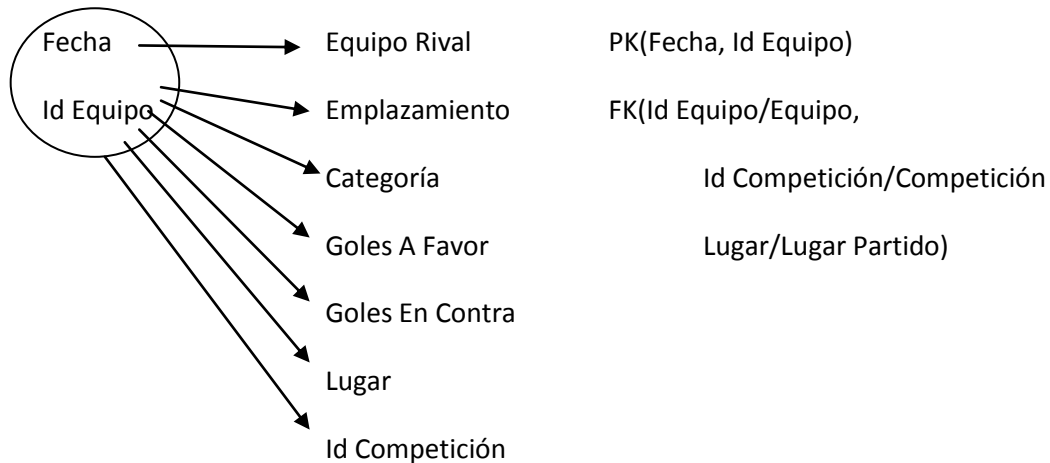 Fecha Equipo Rival PK(Fecha, Id Equipo)
Id Equipo Emplazamiento FK(Id Equipo/Equipo,
Categoría Id Competición/Competición
Goles A Favor Lugar/Lugar Partido)
Goles En Contra
Lugar
Id Competición